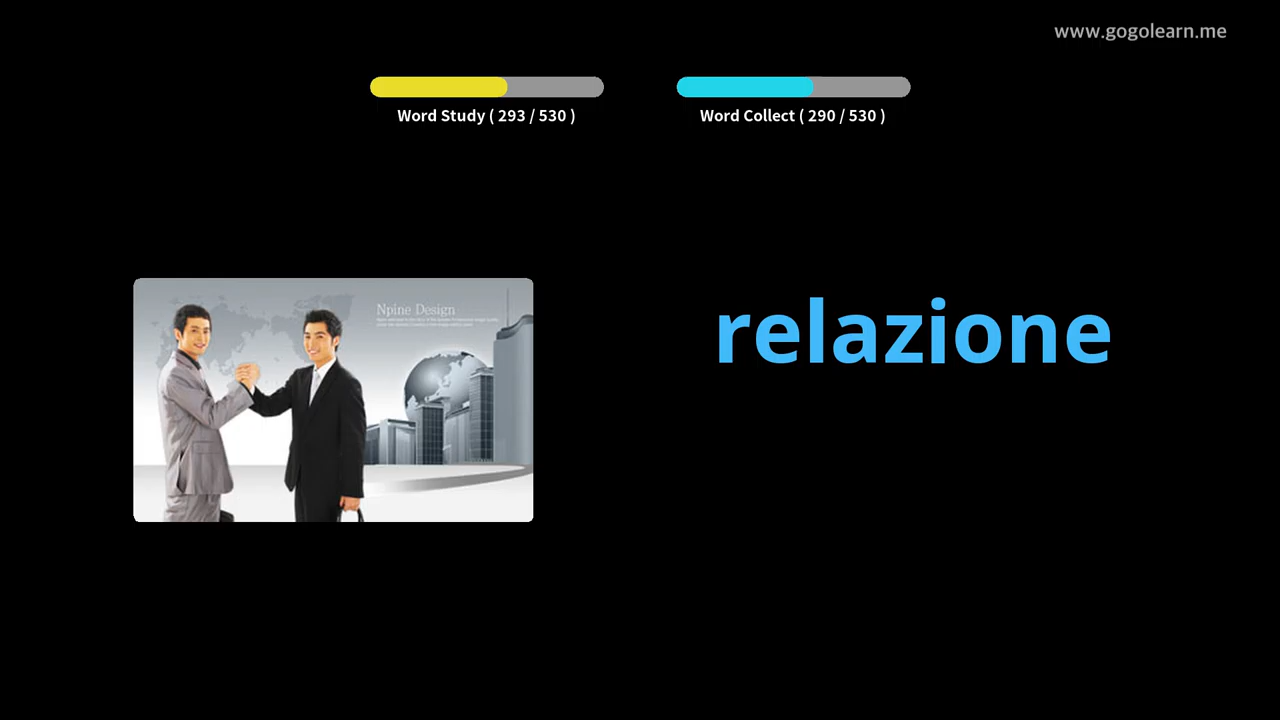 www.gogolearn.me
Word Study ( 293 / 530 )
Word Collect ( 290 / 530 )
Npine Design
relazione